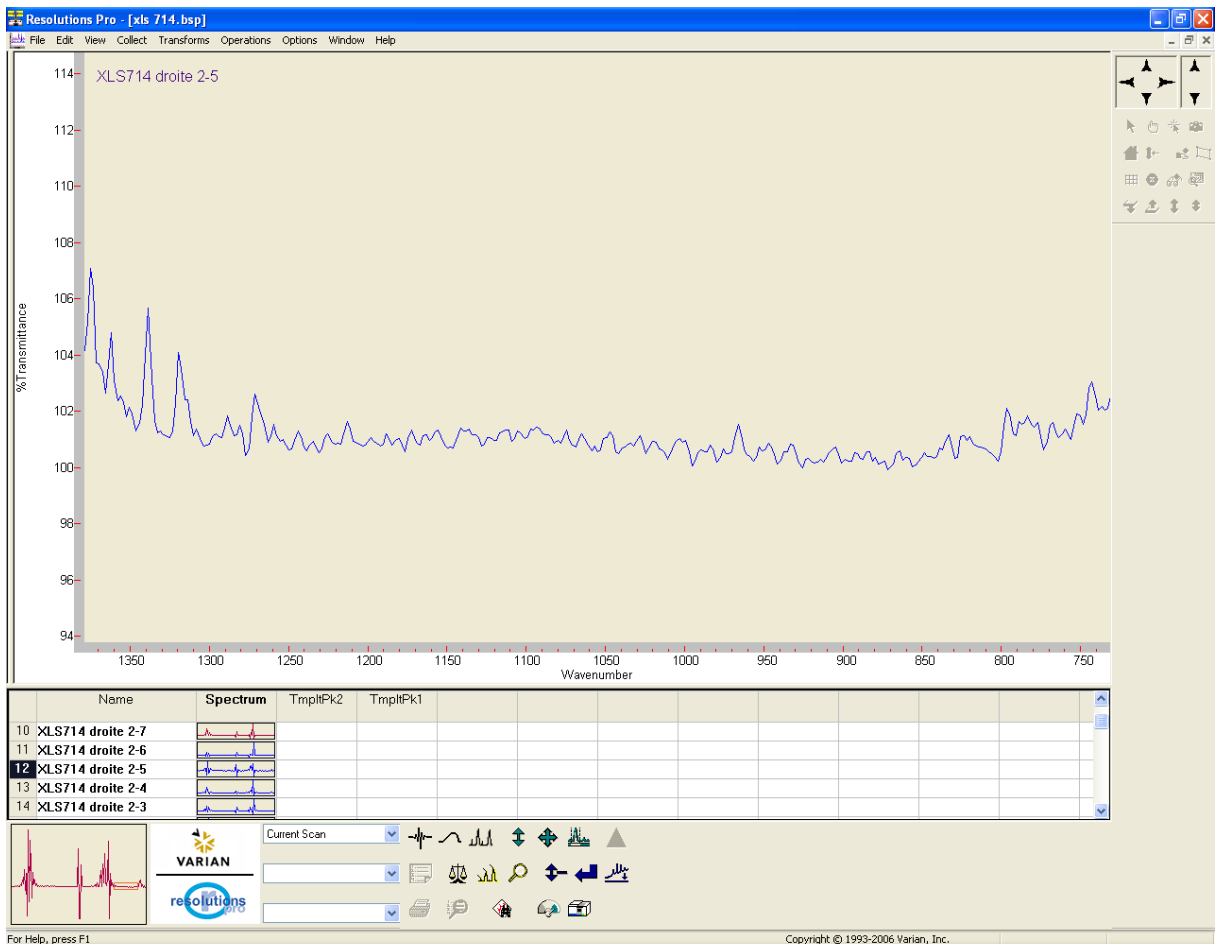 Resolutions Pro - [xls 714.bsp]
File Edit View Collect Transforms Operations Options Window Help
XLS714 droite 2-5
114
112
110
108
106
104
102
100
98
96
94
%Transmittance
1350 1300 1250 1200 1150 1100 1050 1000 950 900 850 800 750
Wavenumber
Name Spectrum TmpltPk2 TmpltPk1
10 XLS714 droite 2-7
11 XLS714 droite 2-6
12 XLS714 droite 2-5
13 XLS714 droite 2-4
14 XLS714 droite 2-3
Current Scan
VARIAN
resolutions
pro
For Help, press F1
Copyright © 1993-2006 Varian, Inc.